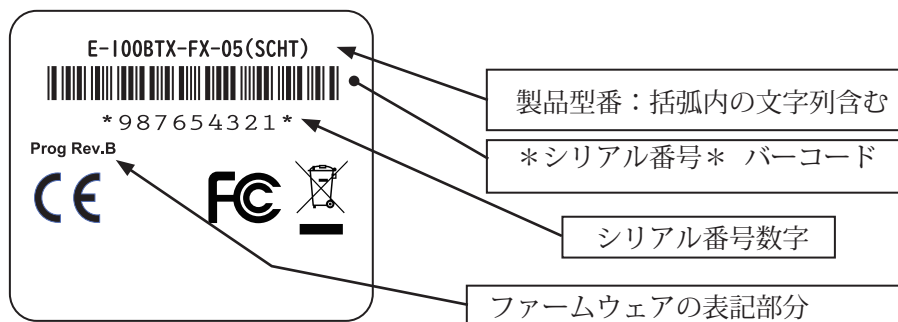 E-100BTX-FX-05(SCHT)
*987654321*
Prog Rev.B
CE FC
製品型番：括弧内の文字列含む
＊シリアル番号＊ バーコード
シリアル番号数字
ファームウェアの表記部分